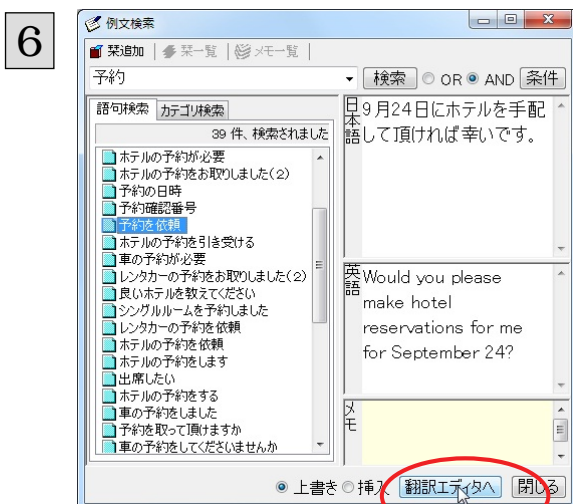 6
例文検索
栞追加 栞一覧 メモ一覧
予約 検索 OR AND 条件
語句検索 カテゴリ検索
39 件、検索されました
ホテルの予約が必要
ホテルの予約をお取りしました(2)
予約の日時
予約確認番号
予約を依頼
ホテルの予約を引き受ける
車の予約が必要
レンタカーの予約をお取りしました(2)
良いホテルを教えてください
シングルルームを予約しました
レンタカーの予約を依頼
ホテルの予約を依頼
ホテルの予約をします
出席したい
ホテルの予約をする
車の予約をしました
予約を取って頂けますか
車の予約をしてくださいませんか
日本語
9月24日にホテルを手配
して頂ければ幸いです。
英語
Would you please
make hotel
reservations for me
for September 24?
メモ
上書き 挿入 翻訳エディタへ 閉じる